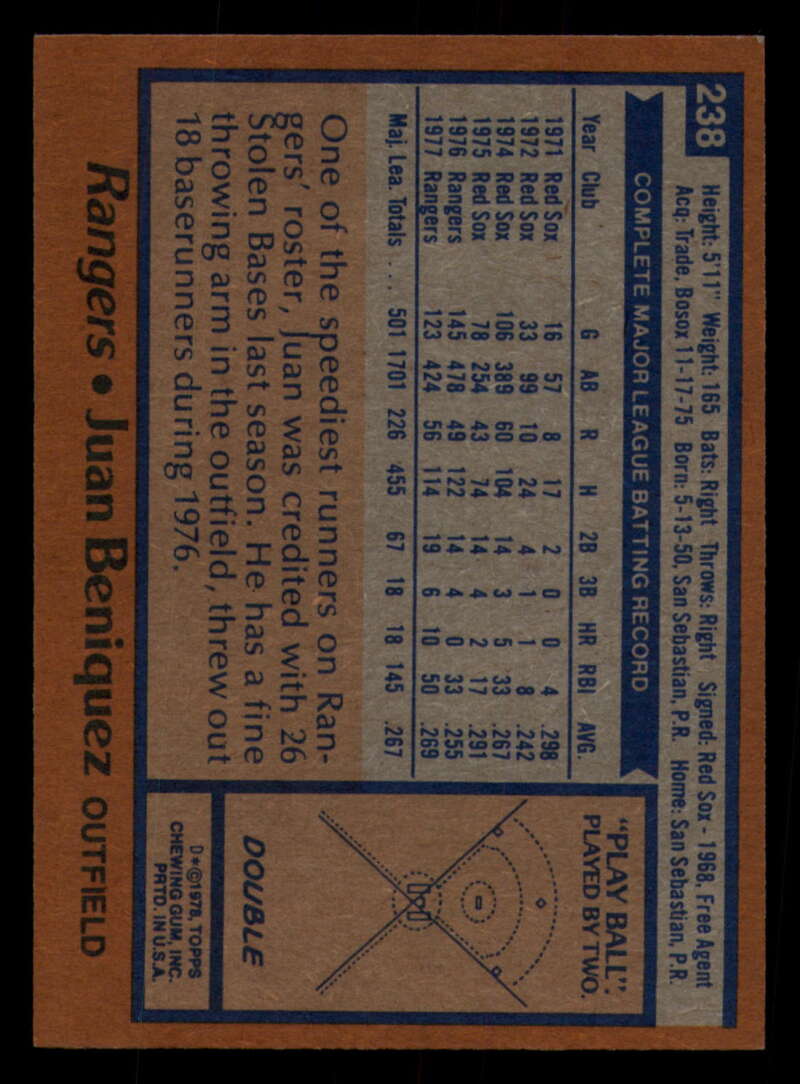 238
Height: 5'11" Weight: 165 Bats: Right Throws: Right Signed: Red Sox - 1968, Free Agent
Acq: Trade, Bosox 11-17-75 Born: 5-13-50, San Sebastian, P.R. Home: San Sebastian, P.R.
COMPLETE MAJOR LEAGUE BATTING RECORD
Year Club G AB R H 2B 3B HR RBI AVG.
1971 Red Sox 16 57 8 17 2 0 0 4 .298
1972 Red Sox 33 99 10 24 4 1 1 8 .242
1974 Red Sox 106 389 60 104 14 3 5 33 .267
1975 Red Sox 78 254 43 74 14 4 2 17 .291
1976 Rangers 145 478 49 122 14 4 0 33 .255
1977 Rangers 123 424 56 114 19 6 10 50 .269
Maj. Lea. Totals . . . 501 1701 226 455 67 18 18 145 .267
One of the speediest runners on Ran-
gers' roster, Juan was credited with 26
Stolen Bases last season. He has a fine
throwing arm in the outfield, threw out
18 baserunners during 1976.
"PLAY BALL":
PLAYED BY TWO.
DOUBLE
D*©1978, TOPPS
CHEWING GUM, INC.
PRTD. IN U.S.A.
Rangers • Juan Beniquez OUTFIELD